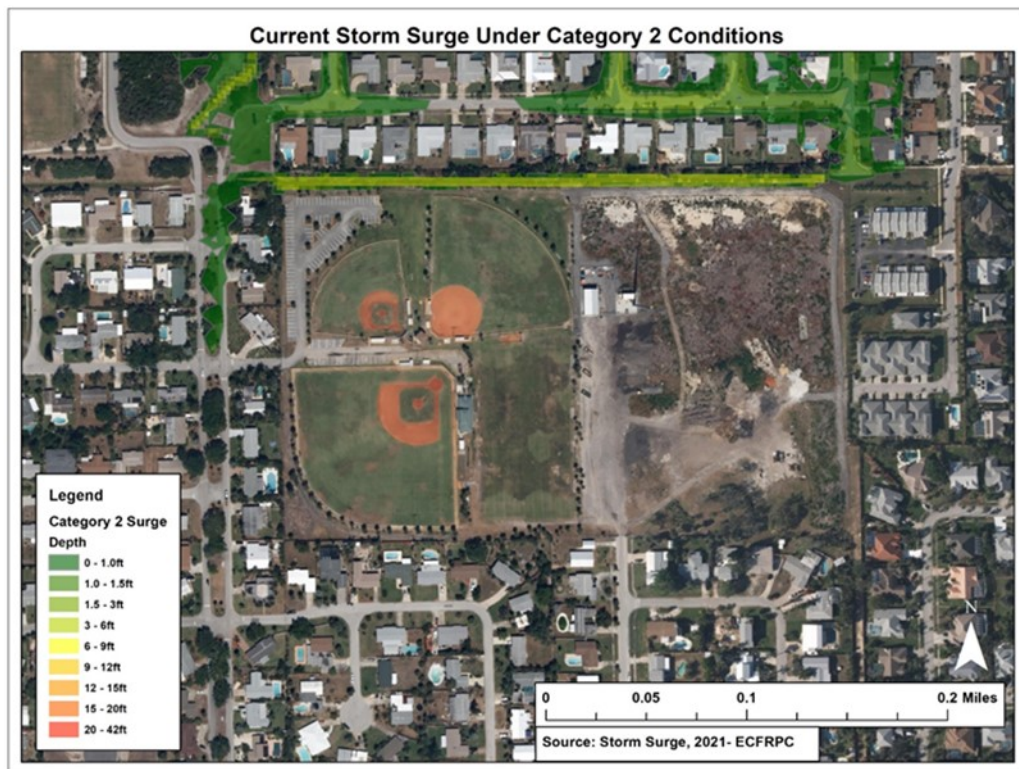 Current Storm Surge Under Category 2 Conditions
Legend
Category 2 Surge
Depth
0 - 1.0ft
1.0 - 1.5ft
1.5 - 3ft
3 - 6ft
6 - 9ft
9 - 12ft
12 - 15ft
15 - 20ft
20 - 42ft
N
0 0.05 0.1 0.2 Miles
Source: Storm Surge, 2021- ECFRPC